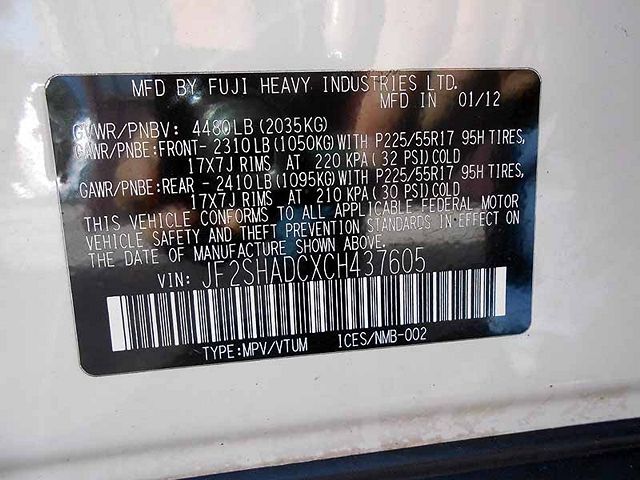 MFD BY FUJI HEAVY INDUSTRIES LTD.
MFD IN 01/12
GVWR/PNBV: 4480LB(2035KG)
GAWR/PNBE:FRONT- 2310LB(1050KG)WITH P225/55R17 95H TIRES,
17X7J RIMS AT 220 KPA( 32 PSI)COLD
GAWR/PNBE:REAR - 2410LB(1095KG)WITH P225/55R17 95H TIRES,
17X7J RIMS AT 210 KPA( 30 PSI)COLD
THIS VEHICLE CONFORMS TO ALL APPLICABLE FEDERAL MOTOR
VEHICLE SAFETY AND THEFT PREVENTION STANDARDS IN EFFECT ON
THE DATE OF MANUFACTURE SHOWN ABOVE.
VIN: JF2SHADCXCH437605
TYPE:MPV/VTUM ICES/NMB-002